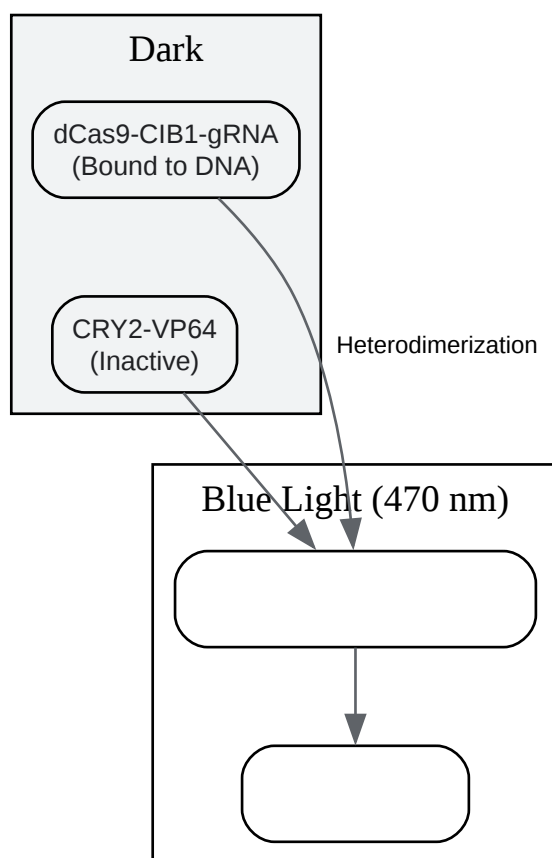 Dark
dCas9-CIB1-gRNA
(Bound to DNA)
CRY2-VP64
(Inactive)
Heterodimerization
Blue Light (470 nm)